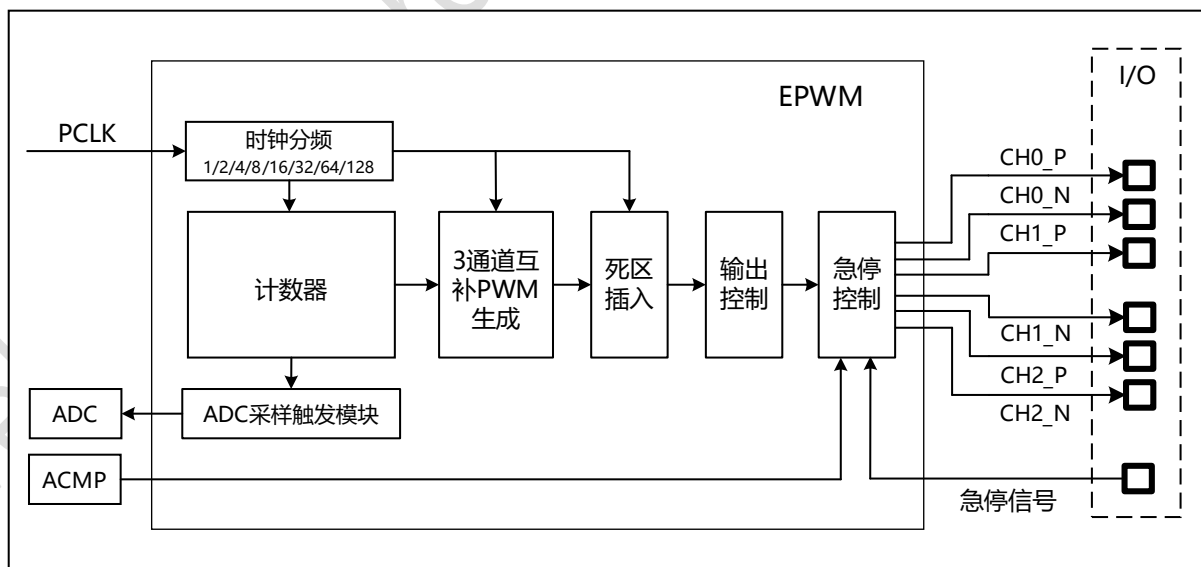 I/O
EPWM
PCLK
时钟分频
1/2/4/8/16/32/64/128
CH0_P
CH0_N
CH1_P
计数器
3通道互
补PWM
生成
死区
插入
输出
控制
急停
控制
CH1_N
CH2_P
CH2_N
ADC
ADC采样触发模块
ACMP
急停信号